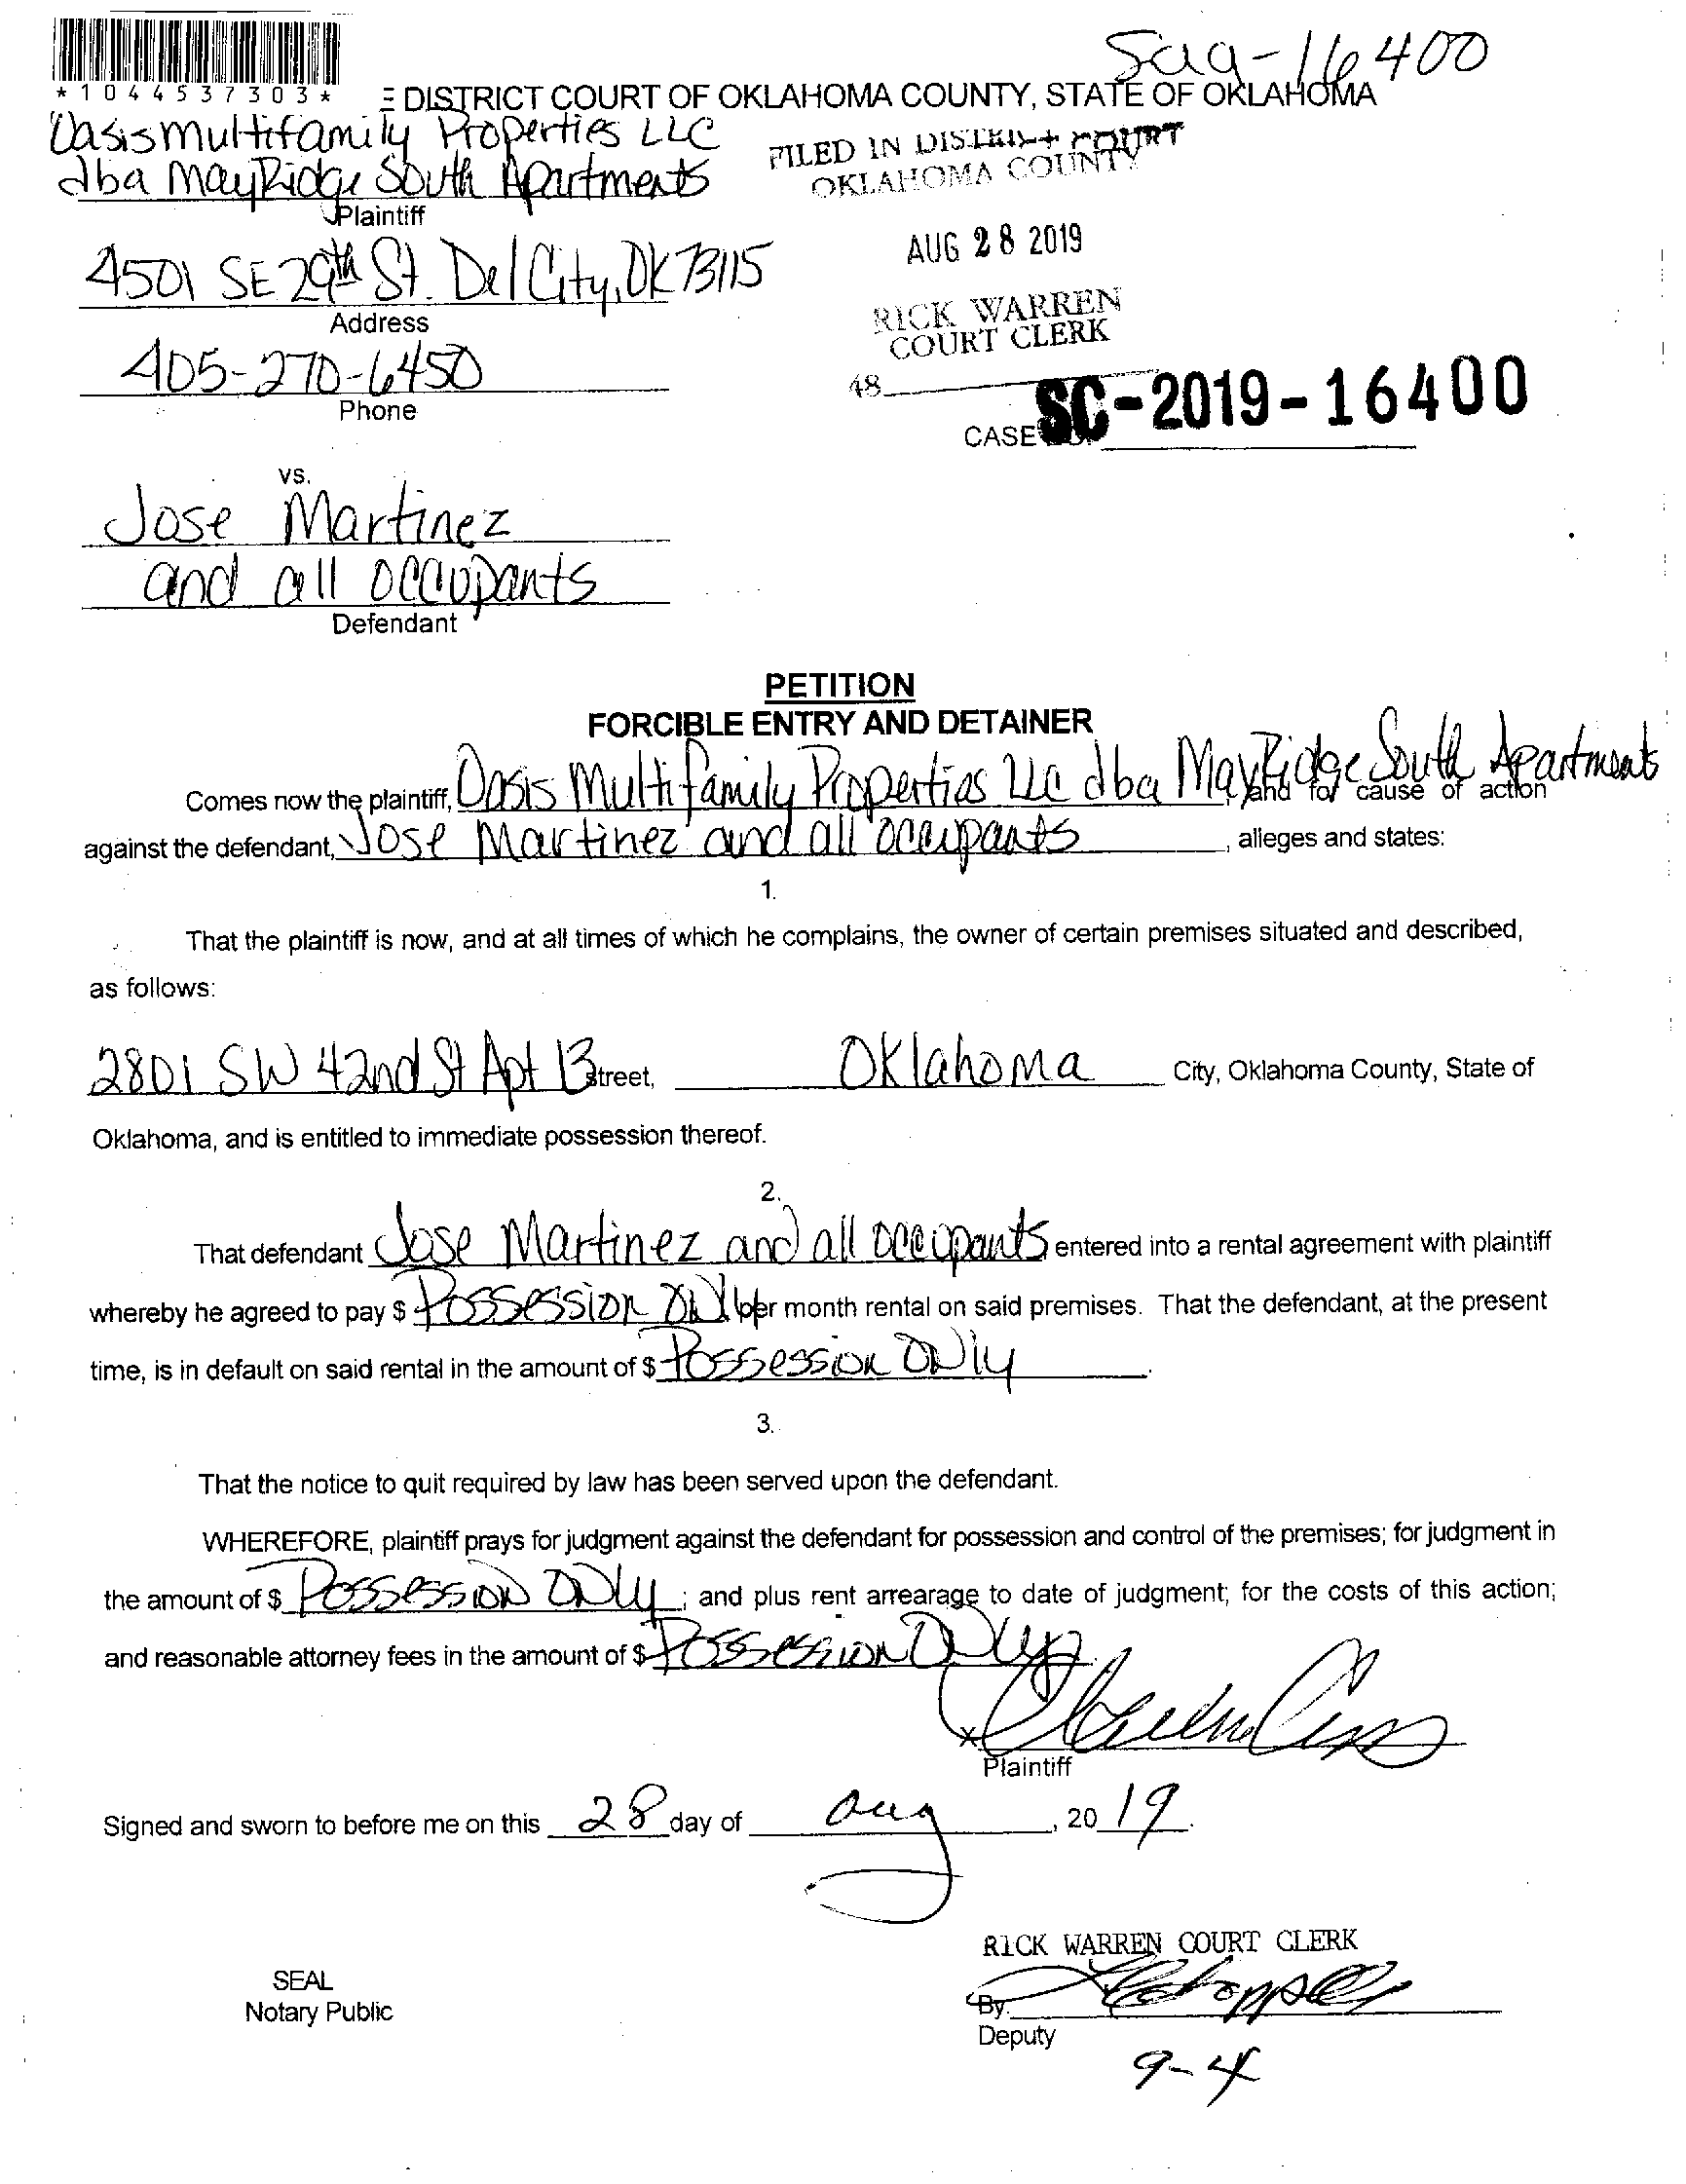 Saa-16400
*1044537303*
DISTRICT COURT OF OKLAHOMA COUNTY, STATE OF OKLAHOMA
Oasis Multifamily Properties LLC
dba MayRidge South Apartments
Plaintiff
FILED IN DISTRICT COURT
OKLAHOMA COUNTY
4501 SE 29th St. Del City, OK 73115
Address
AUG 28 2019
405-270-6450
Phone
RICK WARREN
COURT CLERK
48
CASE SC-2019-16400
vs.
Jose Martinez
and all occupants
Defendant
PETITION
FORCIBLE ENTRY AND DETAINER
Comes now the plaintiff, Oasis Multifamily Properties LLC dba MayRidge South Apartments and for cause of action
against the defendant, Jose Martinez and all occupants, alleges and states:
1.
That the plaintiff is now, and at all times of which he complains, the owner of certain premises situated and described,
as follows:
2801 SW 42nd St Apt 13 Street, Oklahoma City, Oklahoma County, State of
Oklahoma, and is entitled to immediate possession thereof.
2.
That defendant Jose Martinez and all occupants entered into a rental agreement with plaintiff
whereby he agreed to pay $ Possession Only per month rental on said premises. That the defendant, at the present
time, is in default on said rental in the amount of $ Possession Only.
3.
That the notice to quit required by law has been served upon the defendant.
WHEREFORE, plaintiff prays for judgment against the defendant for possession and control of the premises; for judgment in
the amount of $ Possession Only; and plus rent arrearage to date of judgment; for the costs of this action;
and reasonable attorney fees in the amount of $ Possession Only.
X
Plaintiff
Signed and sworn to before me on this 28 day of Aug, 2019.
RICK WARREN COURT CLERK
SEAL
Notary Public
By:
Deputy
9-4